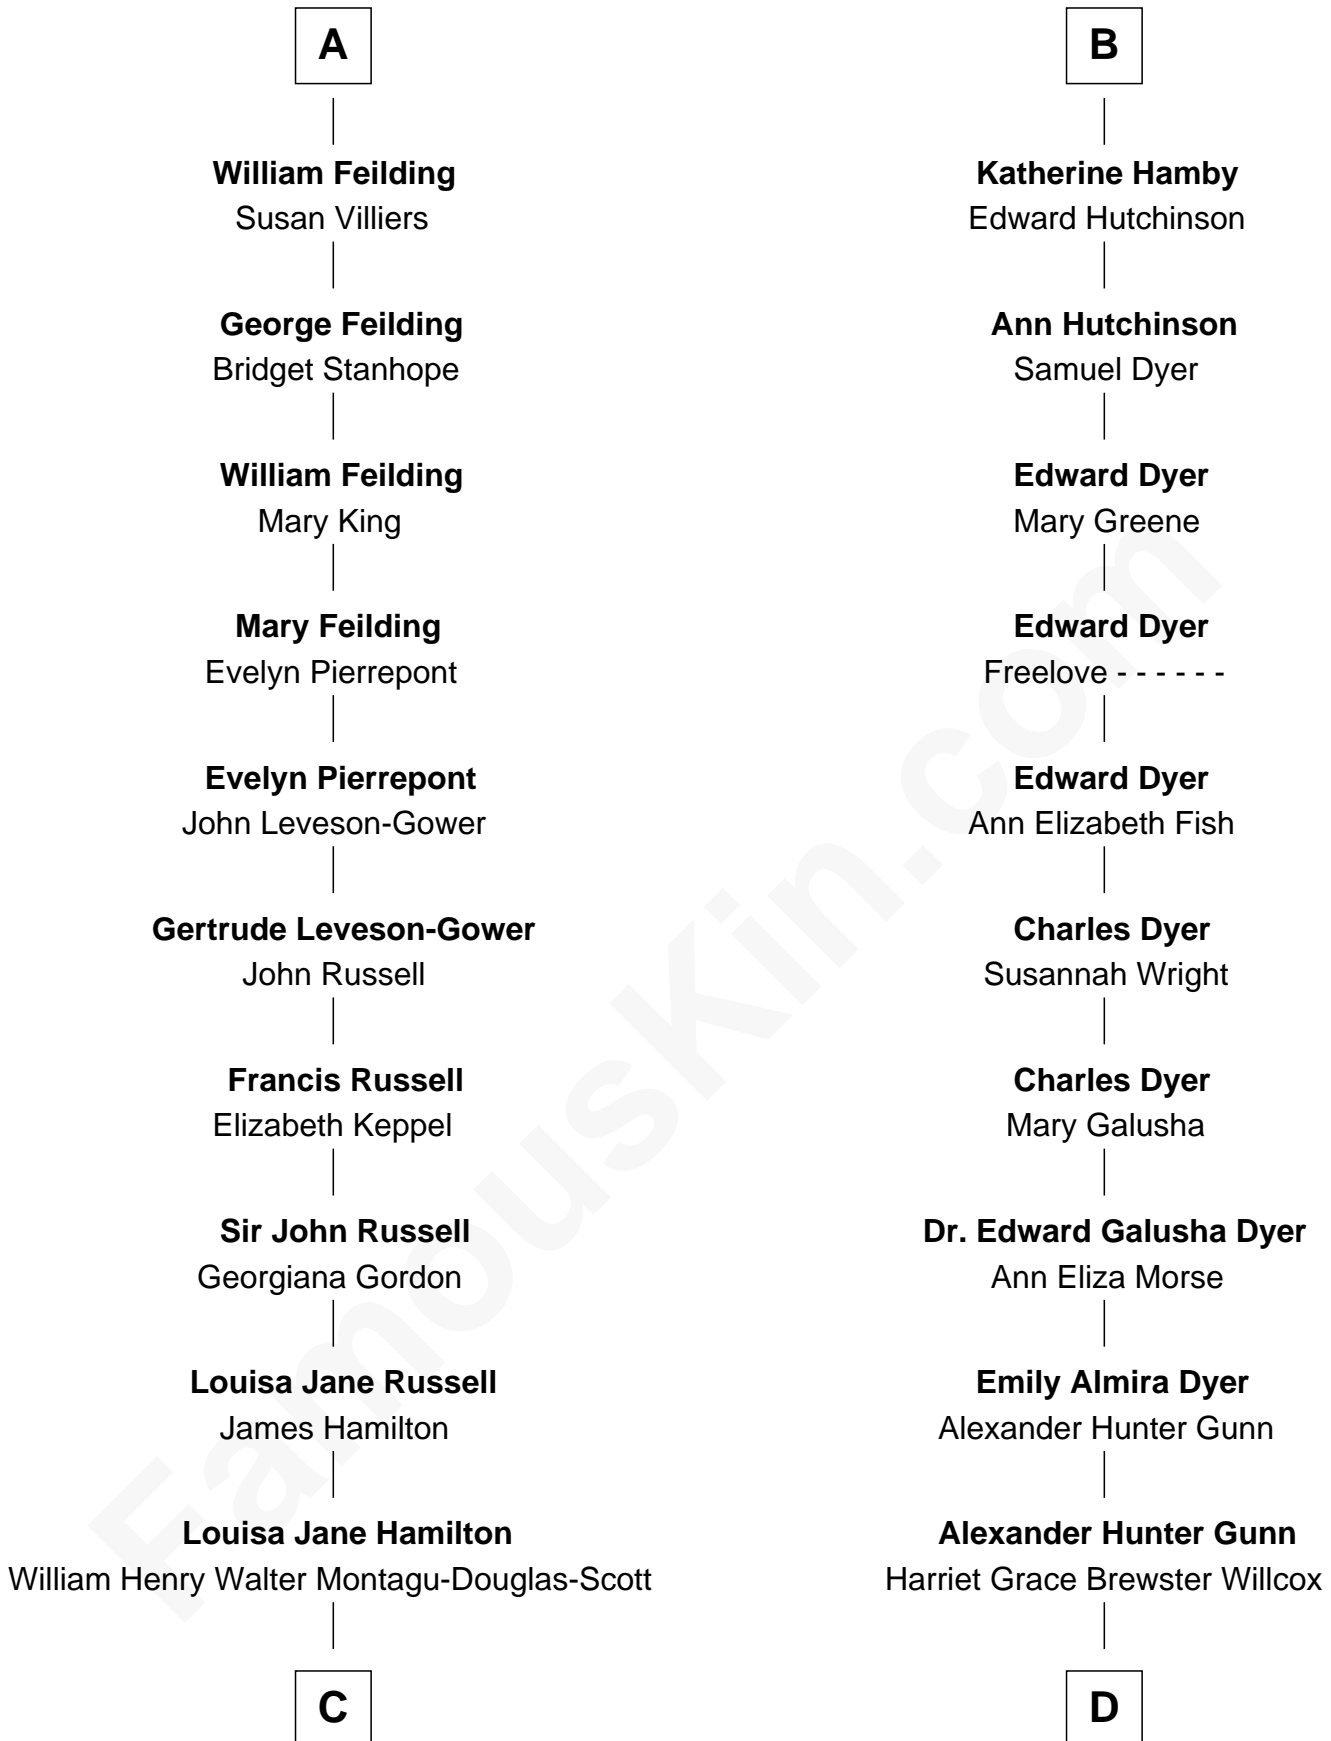 A
William Feilding
Susan Villiers
George Feilding
Bridget Stanhope
William Feilding
Mary King
Mary Feilding
Evelyn Pierrepont
Evelyn Pierrepont
John Leveson-Gower
Gertrude Leveson-Gower
John Russell
Francis Russell
Elizabeth Keppel
Sir John Russell
Georgiana Gordon
Louisa Jane Russell
James Hamilton
Louisa Jane Hamilton
William Henry Walter Montagu-Douglas-Scott
C
B
Katherine Hamby
Edward Hutchinson
Ann Hutchinson
Samuel Dyer
Edward Dyer
Mary Greene
Edward Dyer
Freelove - - - - - -
Edward Dyer
Ann Elizabeth Fish
Charles Dyer
Susannah Wright
Charles Dyer
Mary Galusha
Dr. Edward Galusha Dyer
Ann Eliza Morse
Emily Almira Dyer
Alexander Hunter Gunn
Alexander Hunter Gunn
Harriet Grace Brewster Willcox
D
FamousKin.com